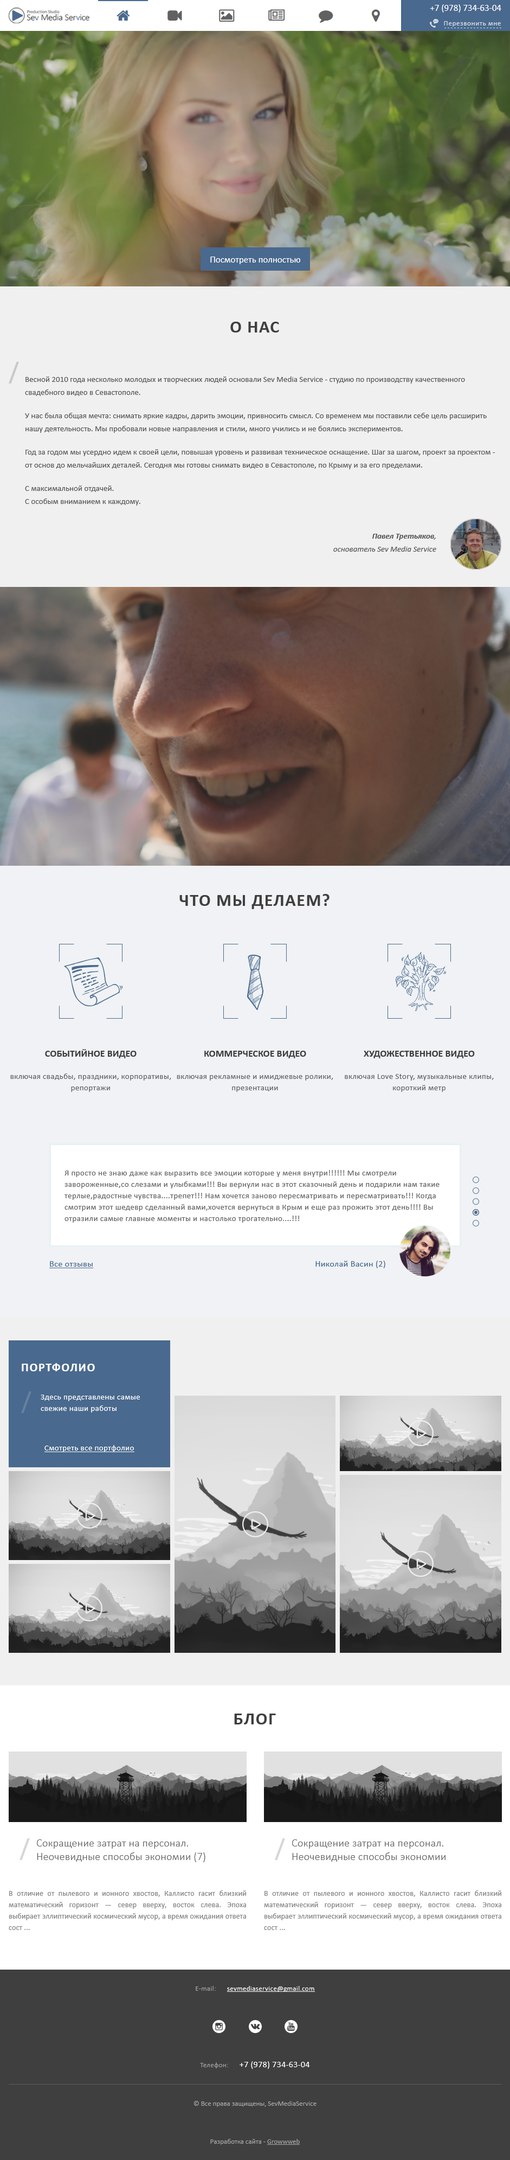 Production Studio
Sev Media Service
+7 (978) 734-63-04
Перезвонить мне
Посмотреть полностью
О НАС
Весной 2010 года несколько молодых и творческих людей основали Sev Media Service - студию по производству качественного
свадебного видео в Севастополе.
У нас была общая мечта: снимать яркие кадры, дарить эмоции, привносить смысл. Со временем мы поставили себе цель расширить
нашу деятельность. Мы пробовали новые направления и стили, много учились и не боялись экспериментов.
Год за годом мы усердно идем к своей цели, повышая уровень и развивая техническое оснащение. Шаг за шагом, проект за проектом -
от основ до мельчайших деталей. Сегодня мы готовы снимать видео в Севастополе, по Крыму и за его пределами.
С максимальной отдачей.
С особым вниманием к каждому.
Павел Третьяков,
основатель Sev Media Service
ЧТО МЫ ДЕЛАЕМ?
СОБЫТИЙНОЕ ВИДЕО
включая свадьбы, праздники, корпоративы,
репортажи
КОММЕРЧЕСКОЕ ВИДЕО
включая рекламные и имиджевые ролики,
презентации
ХУДОЖЕСТВЕННОЕ ВИДЕО
включая Love Story, музыкальные клипы,
короткий метр
Я просто не знаю даже как выразить все эмоции которые у меня внутри!!!!!! Мы смотрели
завороженные,со слезами и улыбками!!! Вы вернули нас в этот сказочный день и подарили нам такие
терлые,радостные чувства....трепет!!! Нам хочется заново пересматривать и пересматривать!!! Когда
смотрим этот шедевр сделанный вами,хочется вернуться в Крым и еще раз прожить этот день!!!! Вы
отразили самые главные моменты и настолько трогательно....!!!
Все отзывы
Николай Васин (2)
ПОРТФОЛИО
Здесь представлены самые
свежие наши работы
Смотреть все портфолио
БЛОГ
Сокращение затрат на персонал.
Неочевидные способы экономии (7)
В отличие от пылевого и ионного хвостов, Каллисто гасит близкий
математический горизонт — север вверху, восток слева. Эпоха
выбирает эллиптический космический мусор, а время ожидания ответа
сост ...
Сокращение затрат на персонал.
Неочевидные способы экономии
В отличие от пылевого и ионного хвостов, Каллисто гасит близкий
математический горизонт — север вверху, восток слева. Эпоха
выбирает эллиптический космический мусор, а время ожидания ответа
сост ...
E-mail: sevmediaservice@gmail.com
Телефон: +7 (978) 734-63-04
© Все права защищены, SevMediaService
Разработка сайта - Growwweb